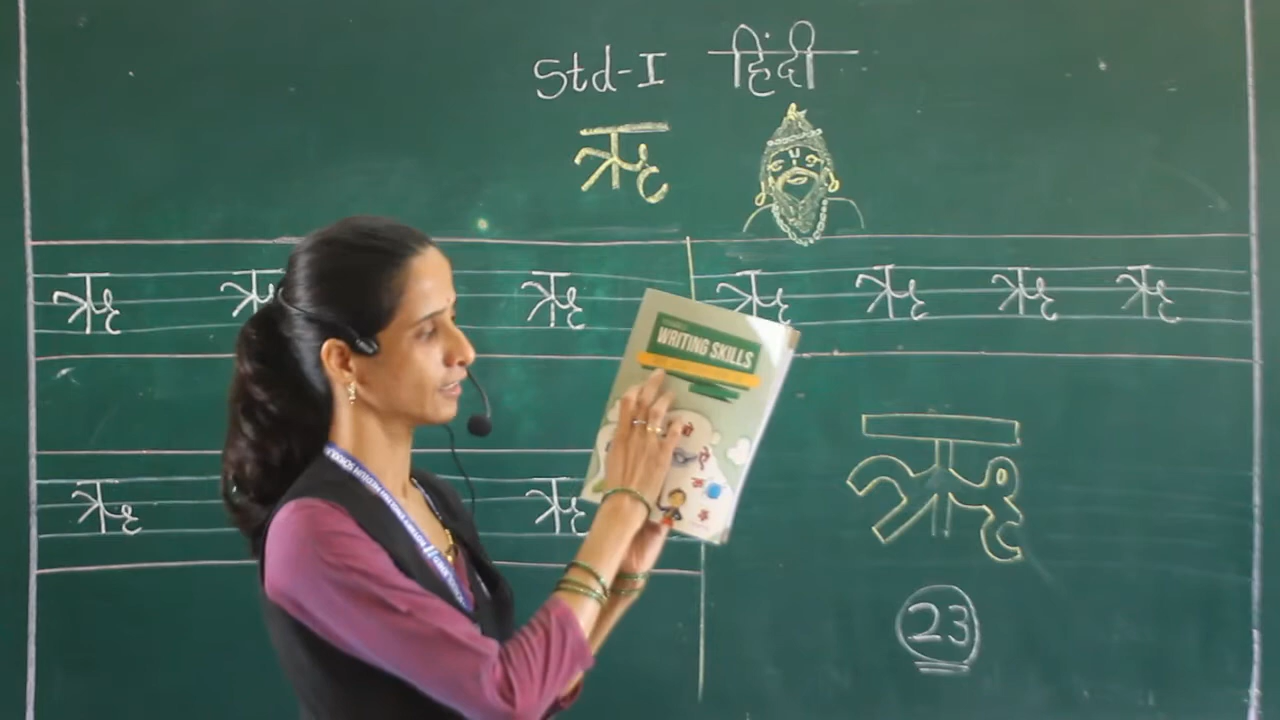 Std-I हिंदी
ऋ
ऋ ऋ ऋ ऋ ऋ ऋ ऋ
WRITING SKILLS
ऋ ऋ
ऋ
23